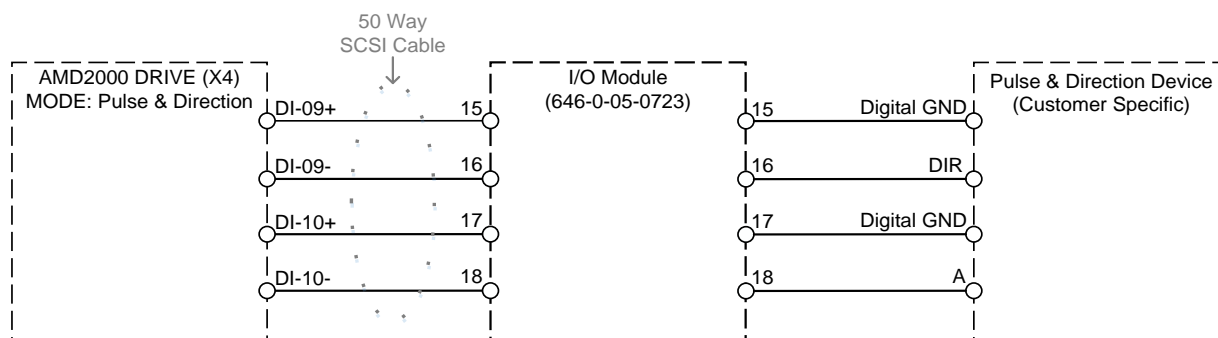 50 Way
SCSI Cable
AMD2000 DRIVE (X4)
MODE: Pulse & Direction
I/O Module
(646-0-05-0723)
Pulse & Direction Device
(Customer Specific)
DI-09+ 15 15 Digital GND
DI-09- 16 16 DIR
DI-10+ 17 17 Digital GND
DI-10- 18 18 A